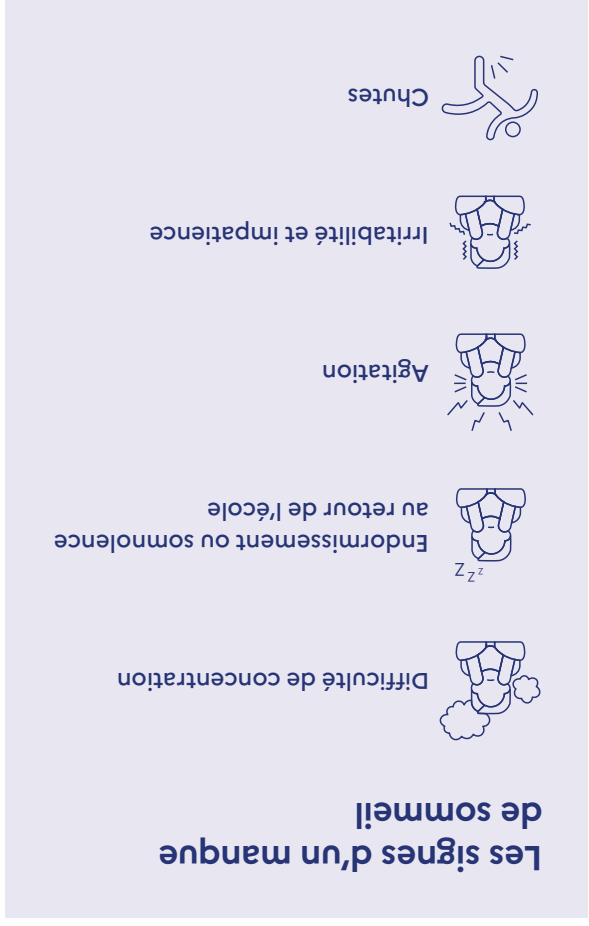 Les signes d'un manque
de sommeil
Difficulté de concentration
Z z z
Endormissement ou somnolence
au retour de l'école
Agitation
Irritabilité et impatience
Chutes